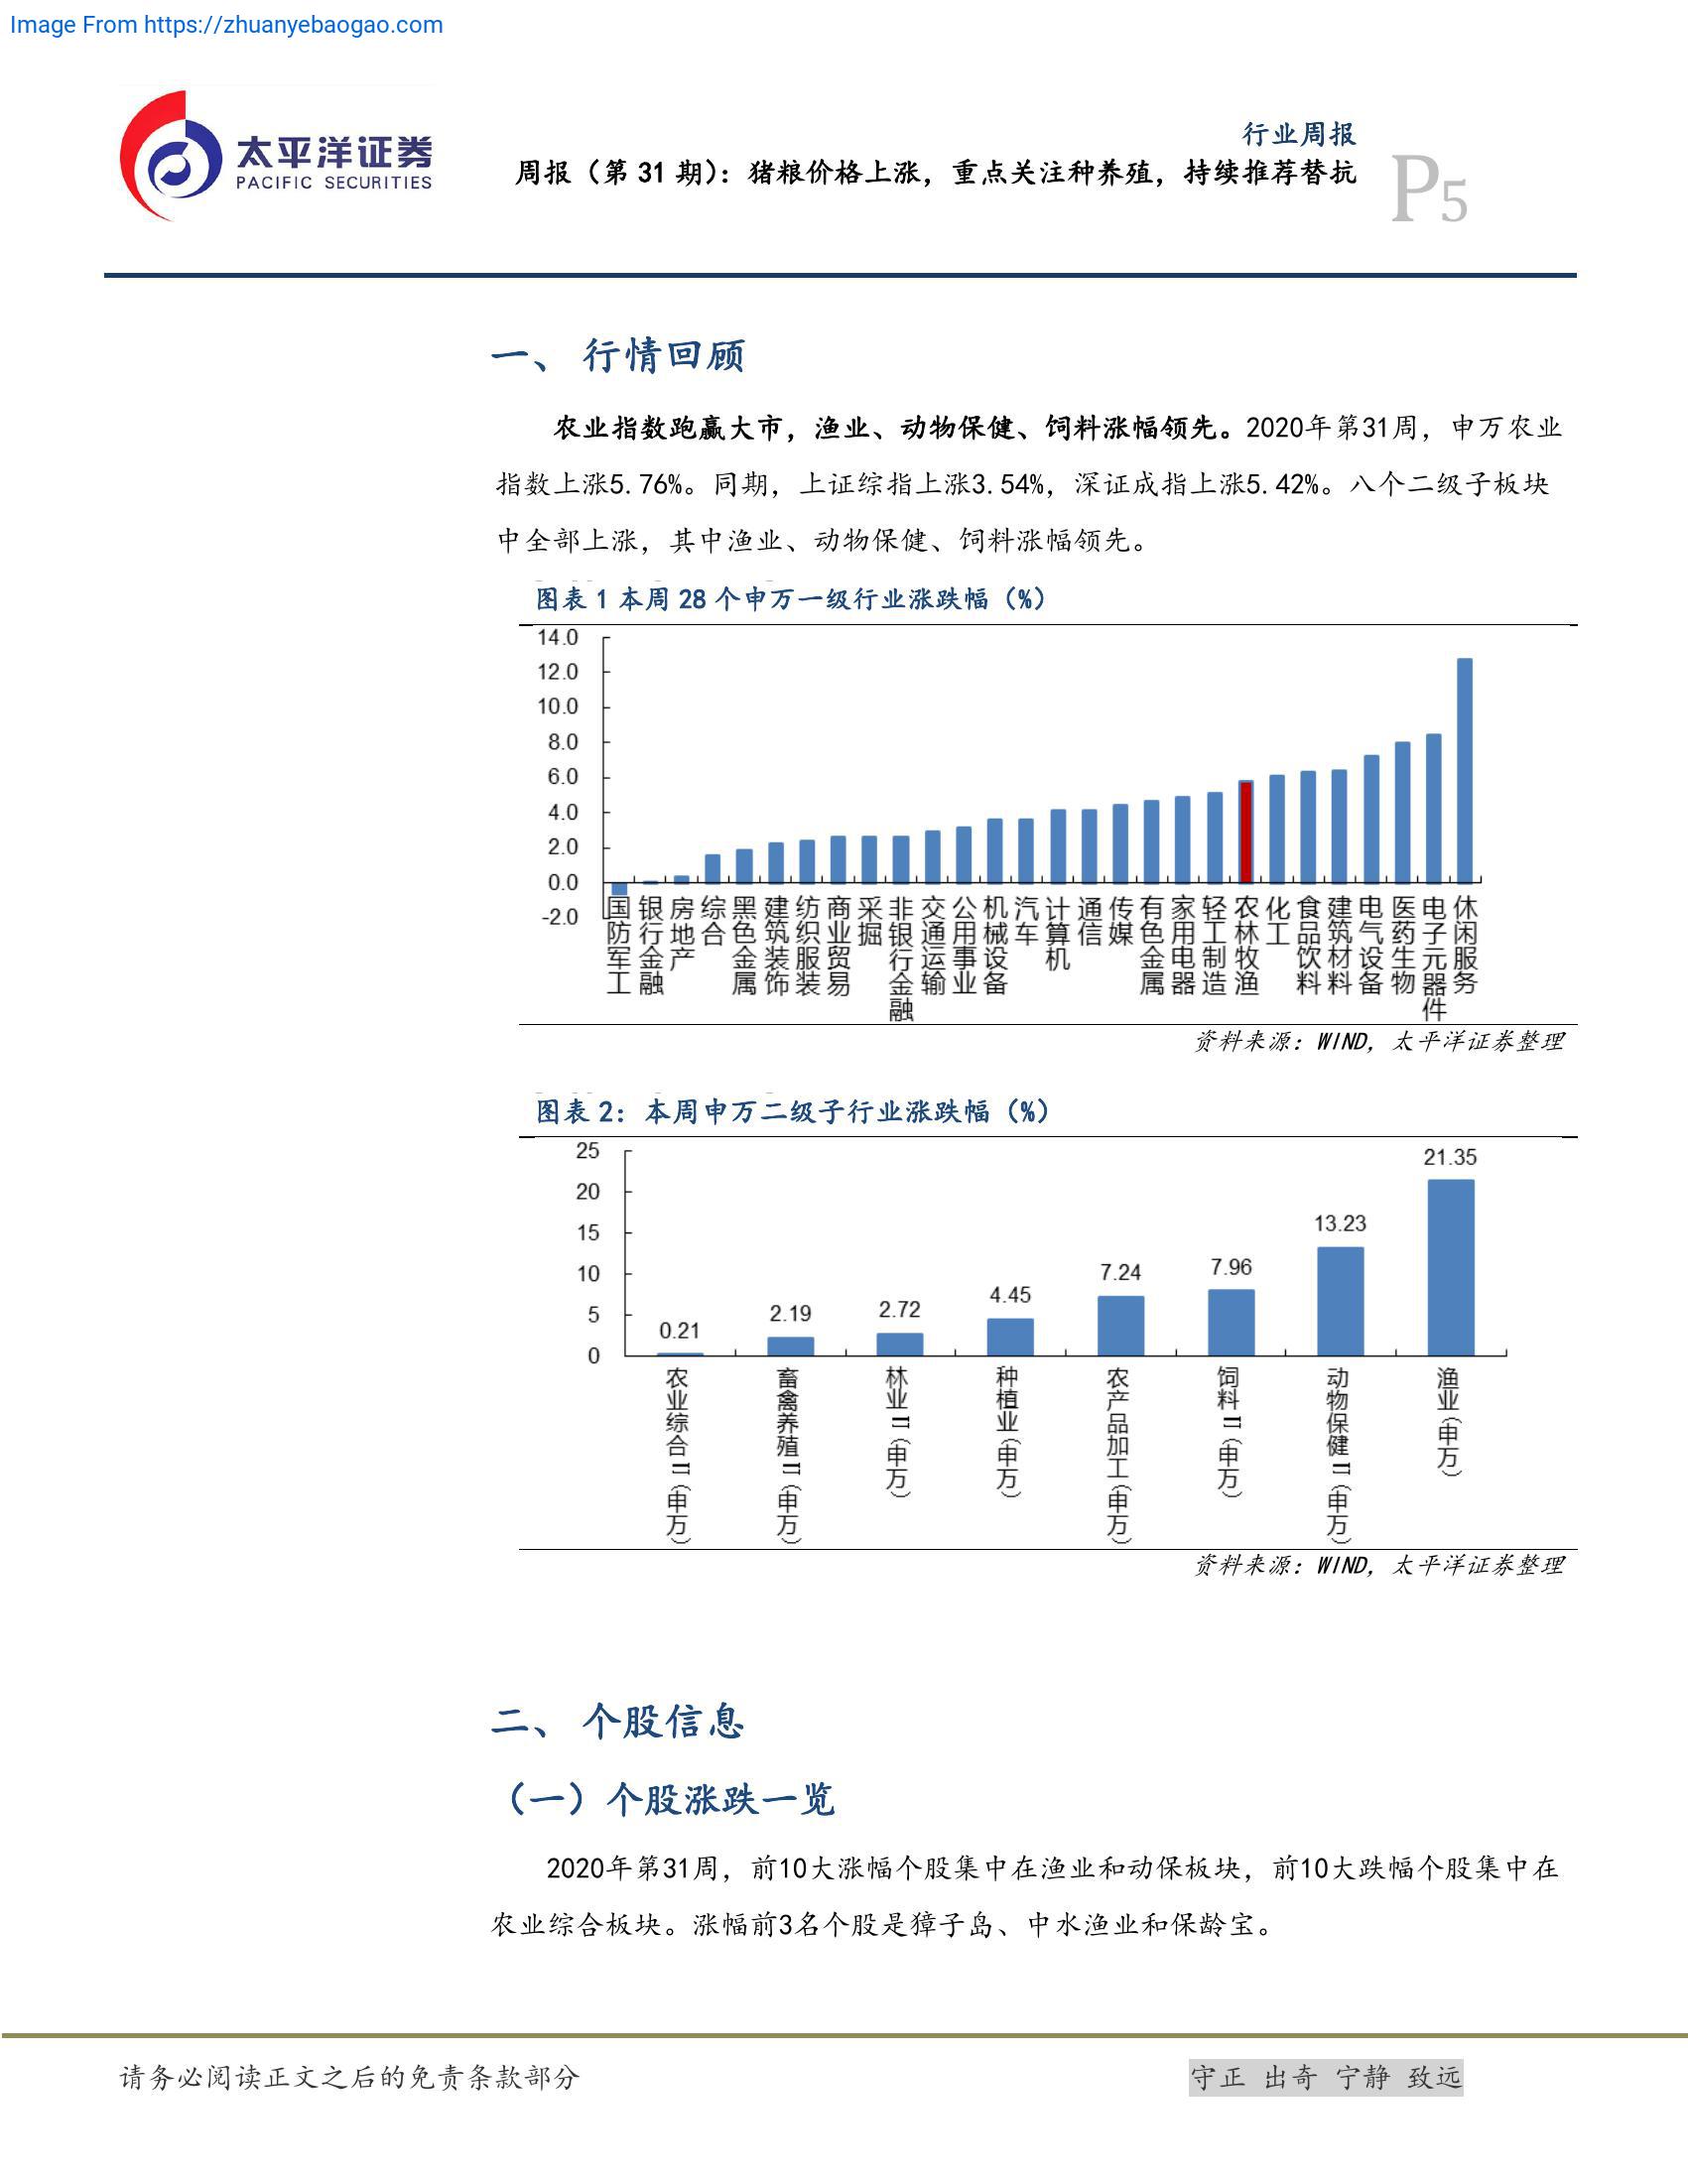 Image From https://zhuanyebaogao.com
太平洋证券
PACIFIC SECURITIES
行业周报
周报（第 31 期）：猪粮价格上涨，重点关注种养殖，持续推荐替抗
P5
一、 行情回顾
农业指数跑赢大市，渔业、动物保健、饲料涨幅领先。2020年第31周，申万农业
指数上涨5.76%。同期，上证综指上涨3.54%，深证成指上涨5.42%。八个二级子板块
中全部上涨，其中渔业、动物保健、饲料涨幅领先。
图表 1 本周 28 个申万一级行业涨跌幅（%）
14.0
12.0
10.0
8.0
6.0
4.0
2.0
0.0
-2.0
国防军工
银行金融
房地产
综合
黑色金属
建筑装饰
纺织服装
商业贸易
采掘
非银行金融
交通运输
公用事业
机械设备
汽车
计算机
通信
传媒
有色金属
家用电器
轻工制造
农林牧渔
化工
食品饮料
建筑材料
电气设备
医药生物
电子元器件
休闲服务
资料来源：WIND，太平洋证券整理
图表 2：本周申万二级子行业涨跌幅（%）
25
20
15
10
5
0
0.21
2.19
2.72
4.45
7.24
7.96
13.23
21.35
农业综合II(申万)
畜禽养殖II(申万)
林业II(申万)
种植业(申万)
农产品加工(申万)
饲料II(申万)
动物保健II(申万)
渔业(申万)
资料来源：WIND，太平洋证券整理
二、 个股信息
（一）个股涨跌一览
2020年第31周，前10大涨幅个股集中在渔业和动保板块，前10大跌幅个股集中在
农业综合板块。涨幅前3名个股是獐子岛、中水渔业和保龄宝。
请务必阅读正文之后的免责条款部分
守正 出奇 宁静 致远